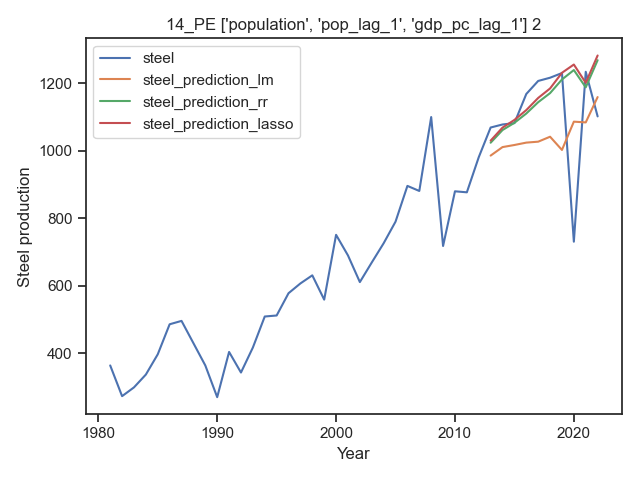 14_PE ['population', 'pop_lag_1', 'gdp_pc_lag_1'] 2
steel
steel_prediction_lm
steel_prediction_rr
steel_prediction_lasso
Steel production
1200
1000
800
600
400
1980
1990
2000
2010
2020
Year